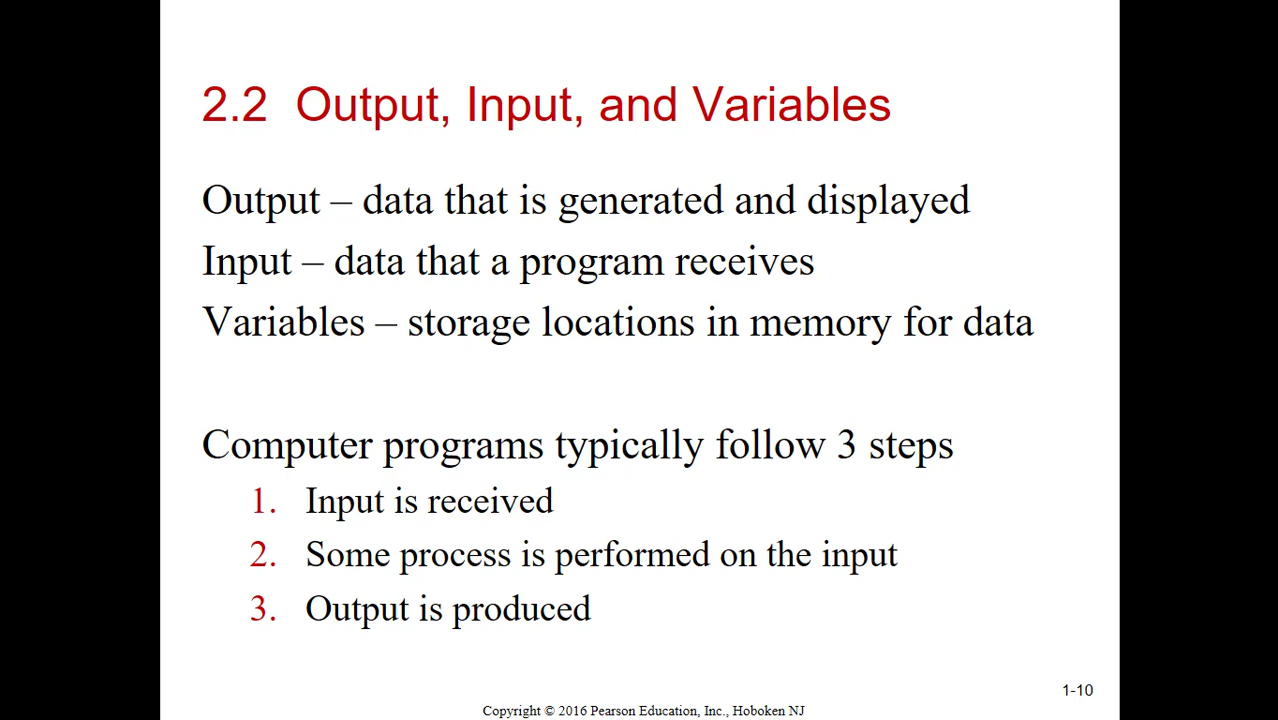 2.2 Output, Input, and Variables
Output – data that is generated and displayed
Input – data that a program receives
Variables – storage locations in memory for data
Computer programs typically follow 3 steps
1. Input is received
2. Some process is performed on the input
3. Output is produced
1-10
Copyright © 2016 Pearson Education, Inc., Hoboken NJ